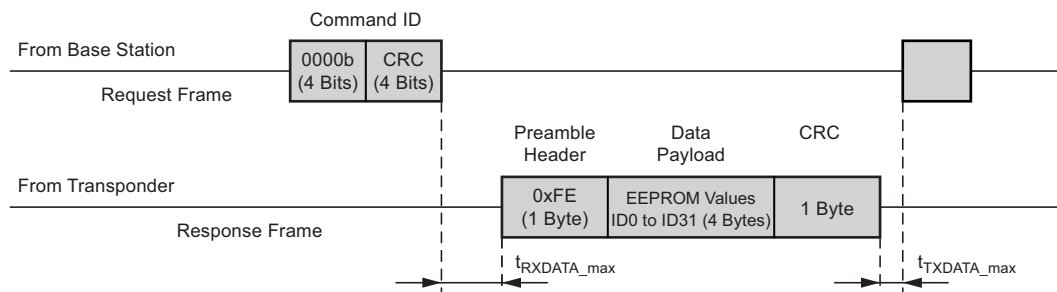 Command ID
From Base Station
0000b
(4 Bits)
CRC
(4 Bits)
Request Frame
Preamble
Header
Data
Payload
CRC
From Transponder
0xFE
(1 Byte)
EEPROM Values
ID0 to ID31 (4 Bytes)
1 Byte
Response Frame
tRXDATA_max
tTXDATA_max